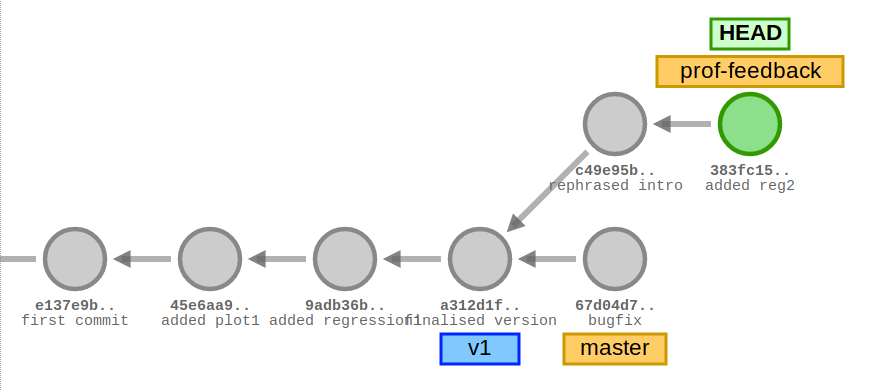 HEAD
prof-feedback
c49e95b..
rephrased intro
383fc15..
added reg2
e137e9b..
first commit
45e6aa9..
added plot1
9adb36b..
added regression1
a312d1f..
finalised version
67d04d7..
bugfix
v1
master